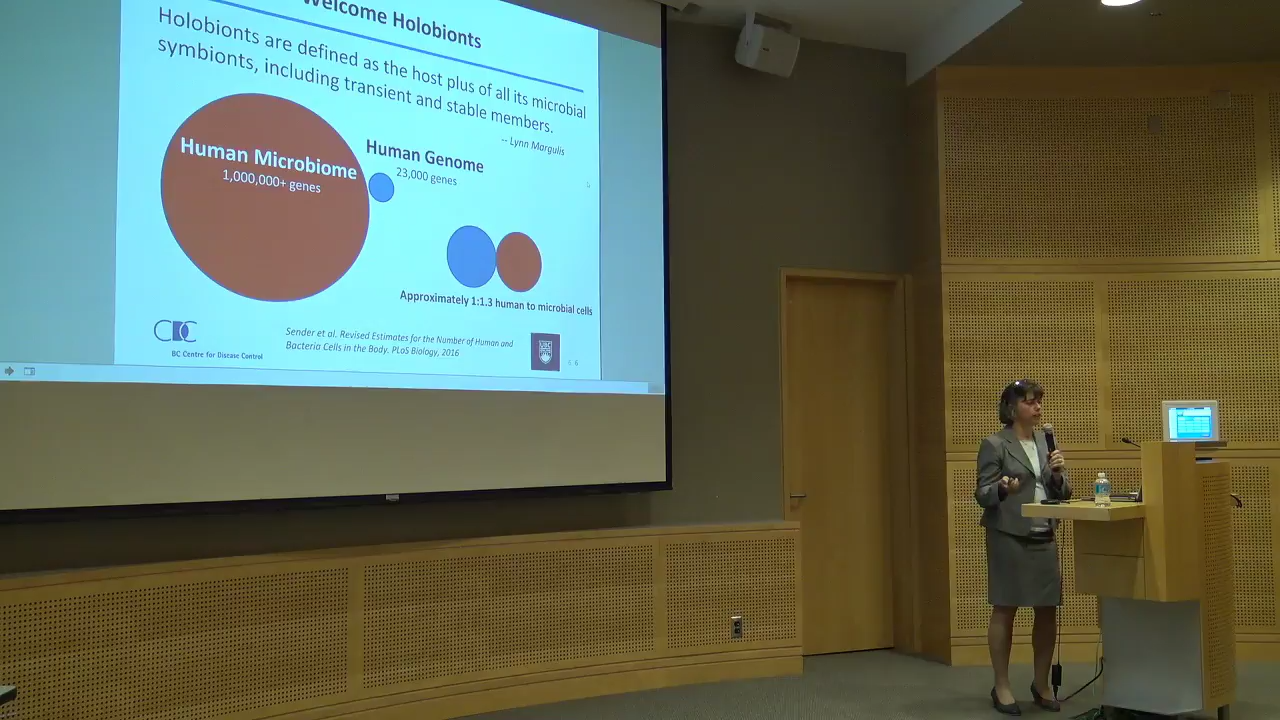 Welcome Holobionts
Holobionts are defined as the host plus of all its microbial
symbionts, including transient and stable members.
-- Lynn Margulis
Human Microbiome
1,000,000+ genes
Human Genome
23,000 genes
Approximately 1:1.3 human to microbial cells
Sender et al. Revised Estimates for the Number of Human and
Bacteria Cells in the Body. PLoS Biology, 2016
CDC
BC Centre for Disease Control
UBC
6